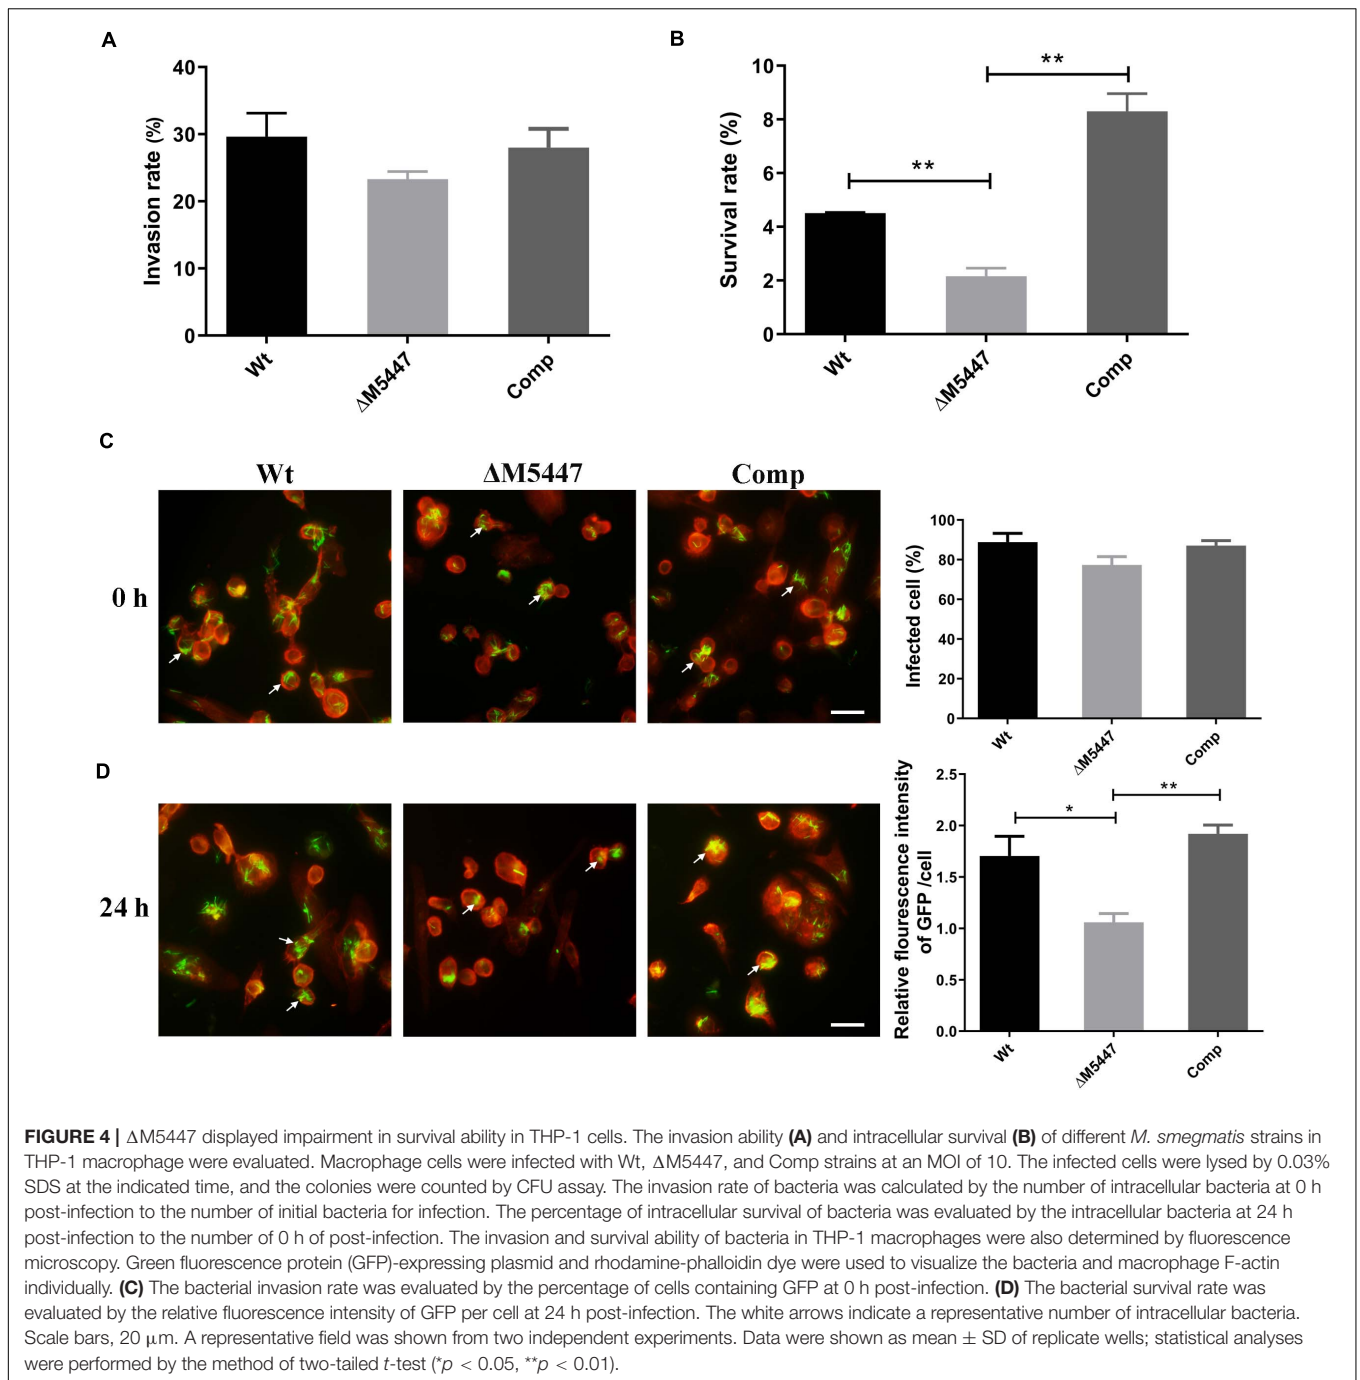 A
Invasion rate (%)
40
30
20
10
0
Wt
ΔM5447
Comp
B
Survival rate (%)
10
8
6
4
2
0
**
**
Wt
ΔM5447
Comp
C
Wt
ΔM5447
Comp
0 h
Infected cell (%)
100
80
60
40
20
0
Wt
ΔM5447
Comp
D
24 h
Relative flourescence intensity
of GFP /cell
2.5
2.0
1.5
1.0
0.5
0.0
*
**
Wt
ΔM5447
Comp
FIGURE 4 | ΔM5447 displayed impairment in survival ability in THP-1 cells. The invasion ability (A) and intracellular survival (B) of different M. smegmatis strains in
THP-1 macrophage were evaluated. Macrophage cells were infected with Wt, ΔM5447, and Comp strains at an MOI of 10. The infected cells were lysed by 0.03%
SDS at the indicated time, and the colonies were counted by CFU assay. The invasion rate of bacteria was calculated by the number of intracellular bacteria at 0 h
post-infection to the number of initial bacteria for infection. The percentage of intracellular survival of bacteria was evaluated by the intracellular bacteria at 24 h
post-infection to the number of 0 h of post-infection. The invasion and survival ability of bacteria in THP-1 macrophages were also determined by fluorescence
microscopy. Green fluorescence protein (GFP)-expressing plasmid and rhodamine-phalloidin dye were used to visualize the bacteria and macrophage F-actin
individually. (C) The bacterial invasion rate was evaluated by the percentage of cells containing GFP at 0 h post-infection. (D) The bacterial survival rate was
evaluated by the relative fluorescence intensity of GFP per cell at 24 h post-infection. The white arrows indicate a representative number of intracellular bacteria.
Scale bars, 20 μm. A representative field was shown from two independent experiments. Data were shown as mean ± SD of replicate wells; statistical analyses
were performed by the method of two-tailed t-test (*p < 0.05, **p < 0.01).